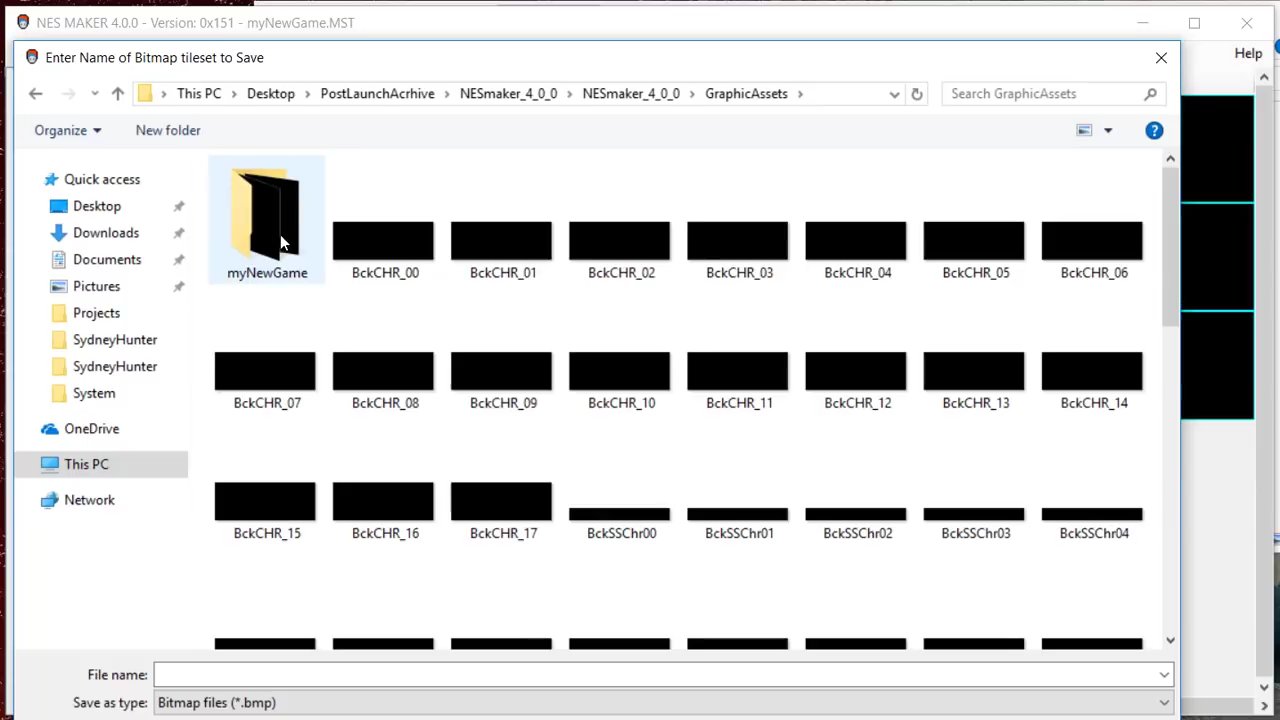 NES MAKER 4.0.0 - Version: 0x151 - myNewGame.MST
Help
Enter Name of Bitmap tileset to Save
This PC > Desktop > PostLaunchAcrhive > NESmaker_4_0_0 > NESmaker_4_0_0 > GraphicAssets >
Search GraphicAssets
Organize
New folder
Quick access
Desktop
Downloads
Documents
Pictures
Projects
SydneyHunter
SydneyHunter
System
OneDrive
This PC
Network
myNewGame
BckCHR_00
BckCHR_01
BckCHR_02
BckCHR_03
BckCHR_04
BckCHR_05
BckCHR_06
BckCHR_07
BckCHR_08
BckCHR_09
BckCHR_10
BckCHR_11
BckCHR_12
BckCHR_13
BckCHR_14
BckCHR_15
BckCHR_16
BckCHR_17
BckSSChr00
BckSSChr01
BckSSChr02
BckSSChr03
BckSSChr04
File name:
Save as type: Bitmap files (*.bmp)